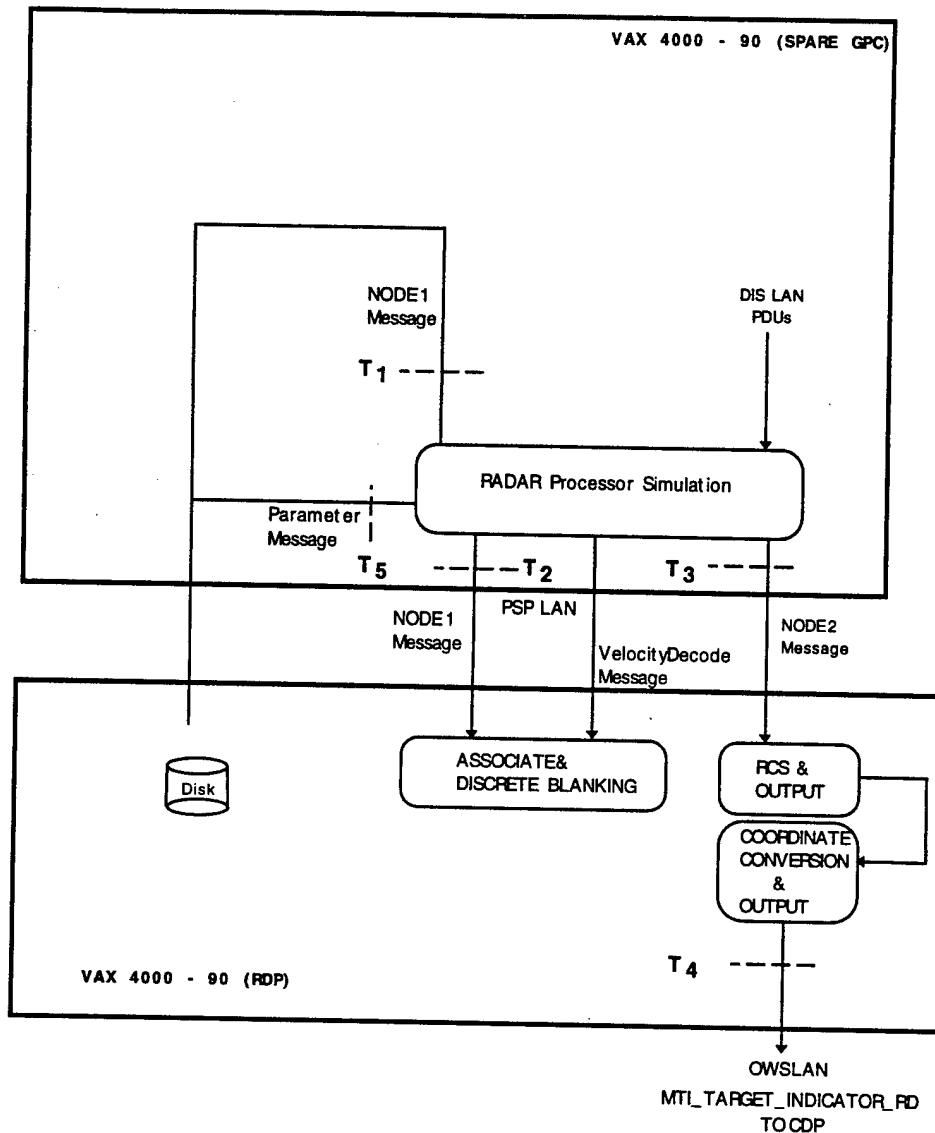 VAX 4000 - 90 (SPARE GPC)
NODE1
Message
DIS LAN
PDUs
T1
RADAR Processor Simulation
Parameter
Message
T5
T2
T3
PSP LAN
NODE1
Message
VelocityDecode
Message
NODE2
Message
Disk
ASSOCIATE&
DISCRETE BLANKING
RCS &
OUTPUT
COORDINATE
CONVERSION
&
OUTPUT
T4
VAX 4000 - 90 (RDP)
OWSLAN
MTI_TARGET_INDICATOR_RD
TO CDP